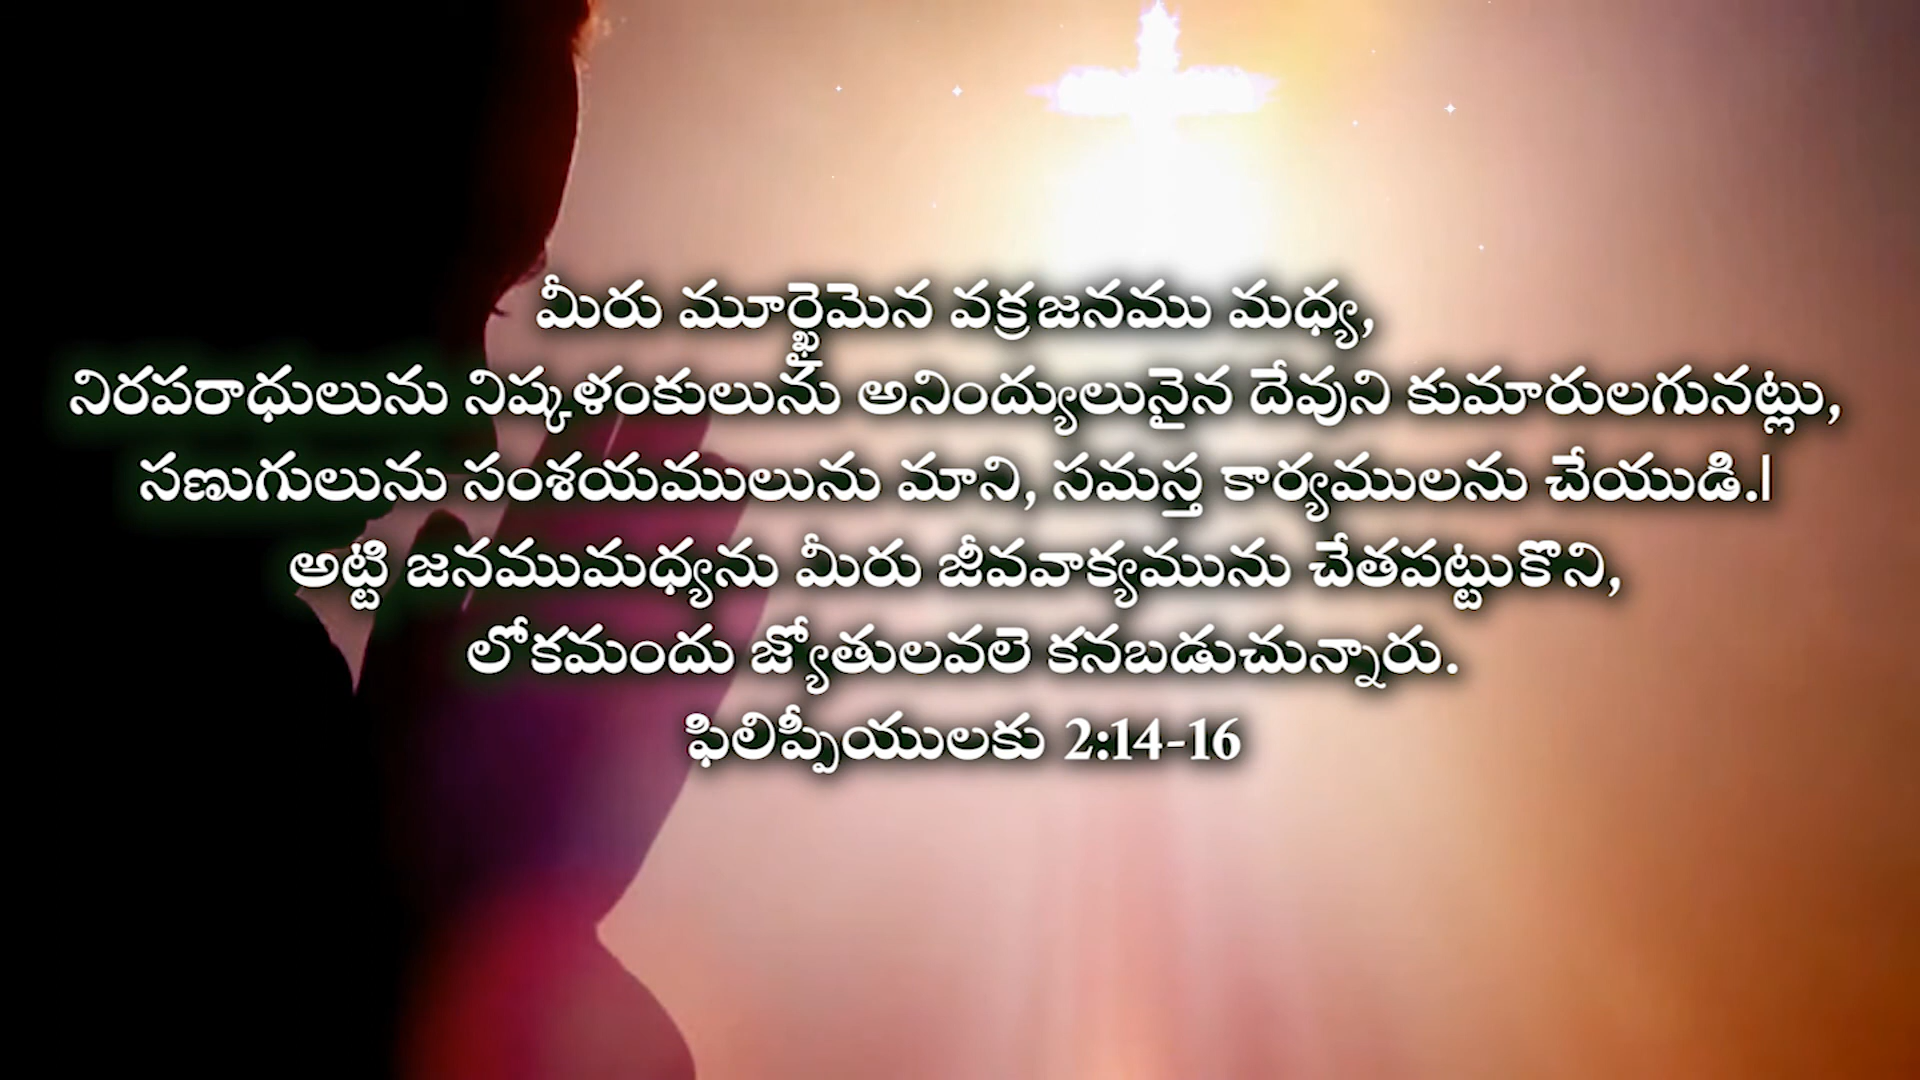 మీరు మూర్ఖమైన వక్రజనము మధ్య,
నిరపరాధులును నిష్కళంకులును అనింద్యులునైన దేవుని కుమారులగునట్లు,
సణుగులును సంశయములును మాని, సమస్త కార్యములను చేయుడి.|
అట్టి జనముమధ్యను మీరు జీవవాక్యమును చేతపట్టుకొని,
లోకమందు జ్యోతులవలె కనబడుచున్నారు.
ఫిలిప్పీయులకు 2:14-16